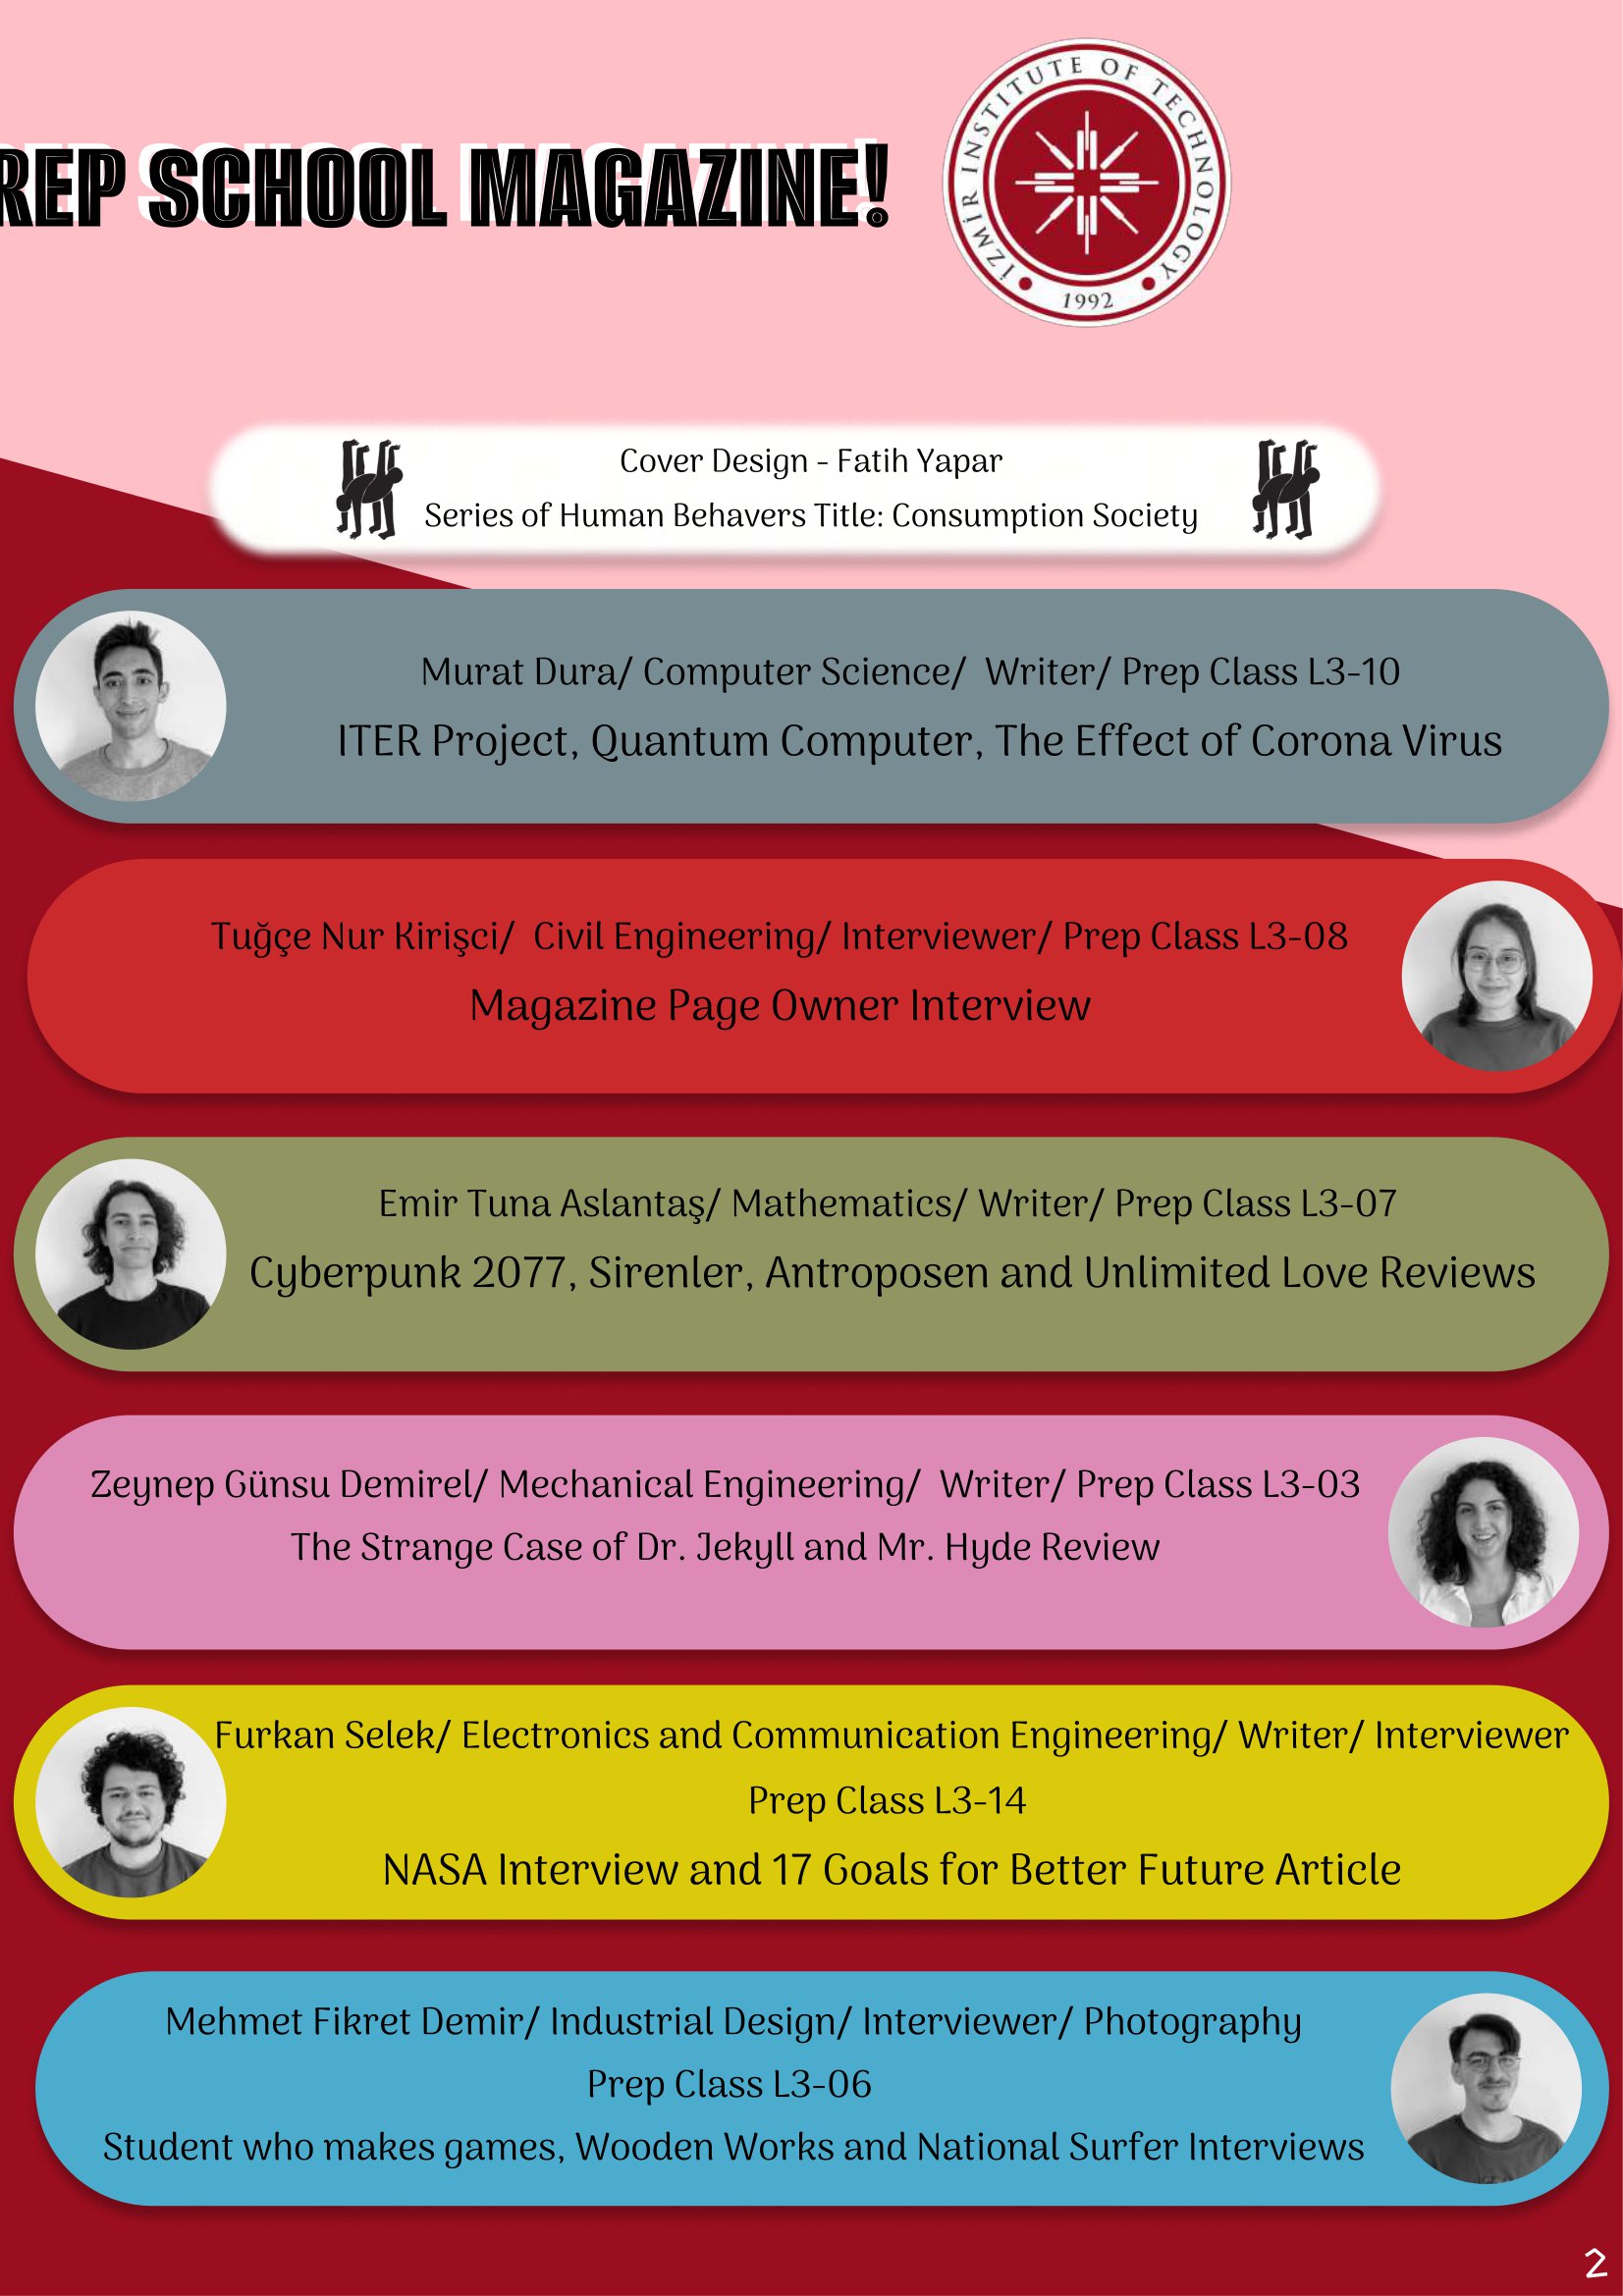 REP SCHOOL MAGAZINE!
İZMİR INSTITUTE OF TECHNOLOGY
1992
Cover Design - Fatih Yapar
Series of Human Behavers Title: Consumption Society
Murat Dura/ Computer Science/ Writer/ Prep Class L3-10
ITER Project, Quantum Computer, The Effect of Corona Virus
Tuğçe Nur Kirişci/ Civil Engineering/ Interviewer/ Prep Class L3-08
Magazine Page Owner Interview
Emir Tuna Aslantaş/ Mathematics/ Writer/ Prep Class L3-07
Cyberpunk 2077, Sirenler, Antroposen and Unlimited Love Reviews
Zeynep Günsu Demirel/ Mechanical Engineering/ Writer/ Prep Class L3-03
The Strange Case of Dr. Jekyll and Mr. Hyde Review
Furkan Selek/ Electronics and Communication Engineering/ Writer/ Interviewer
Prep Class L3-14
NASA Interview and 17 Goals for Better Future Article
Mehmet Fikret Demir/ Industrial Design/ Interviewer/ Photography
Prep Class L3-06
Student who makes games, Wooden Works and National Surfer Interviews
2